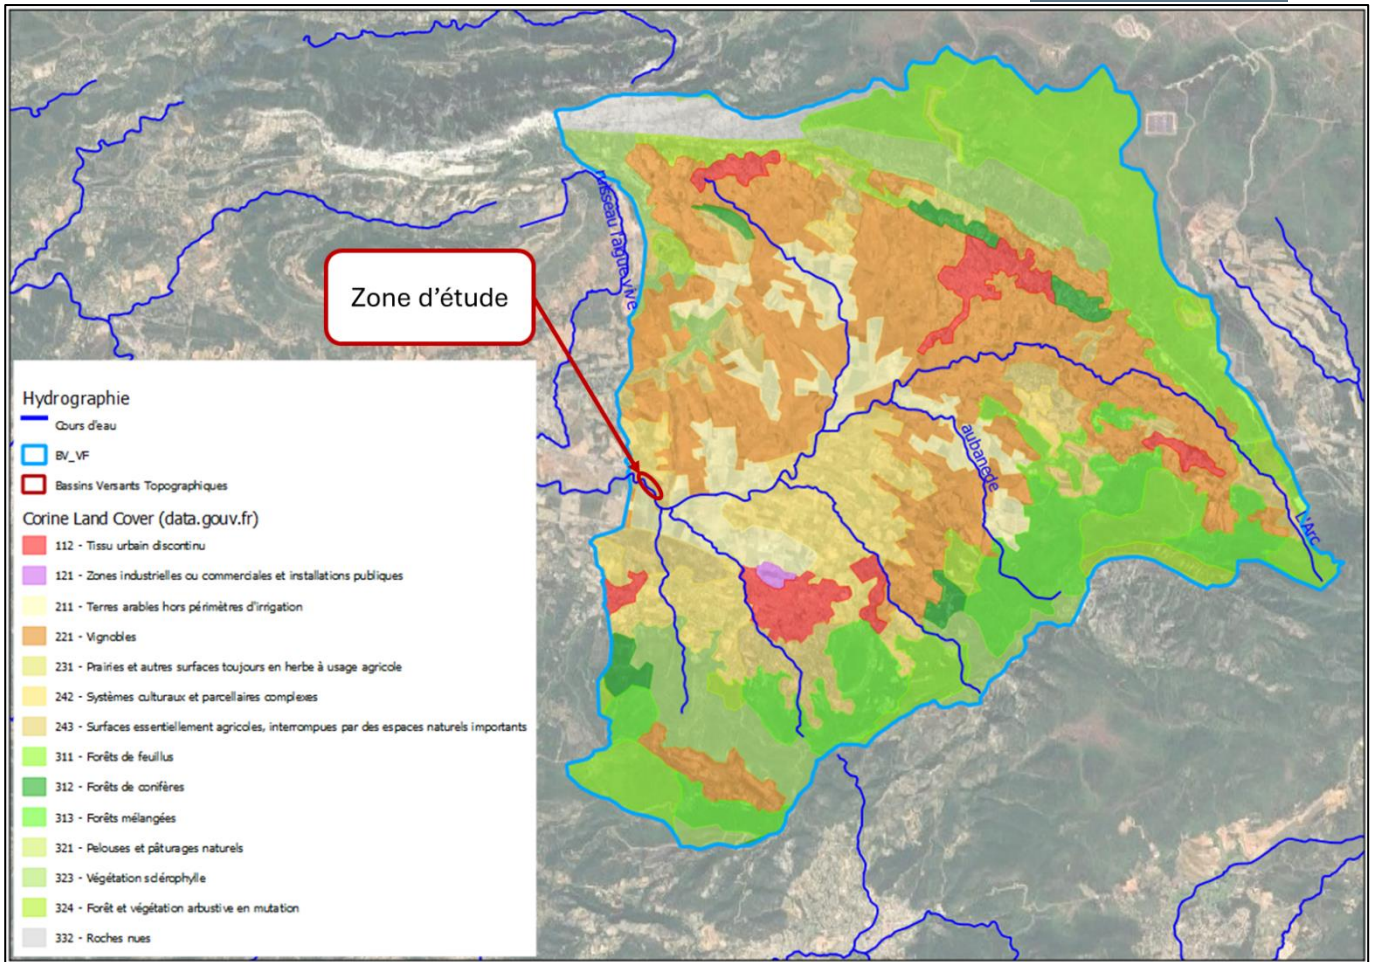 Ruisseau l'aigue vive
Zone d'étude
aubanede
L'Arc
Hydrographie
Cours d'eau
BV_VF
Bassins Versants Topographiques
Corine Land Cover (data.gouv.fr)
112 - Tissu urbain discontinu
121 - Zones industrielles ou commerciales et installations publiques
211 - Terres arables hors périmètres d'irrigation
221 - Vignobles
231 - Prairies et autres surfaces toujours en herbe à usage agricole
242 - Systèmes culturaux et parcellaires complexes
243 - Surfaces essentiellement agricoles, interrompues par des espaces naturels importants
311 - Forêts de feuillus
312 - Forêts de conifères
313 - Forêts mélangées
321 - Pelouses et pâturages naturels
323 - Végétation sclérophylle
324 - Forêt et végétation arbustive en mutation
332 - Roches nues